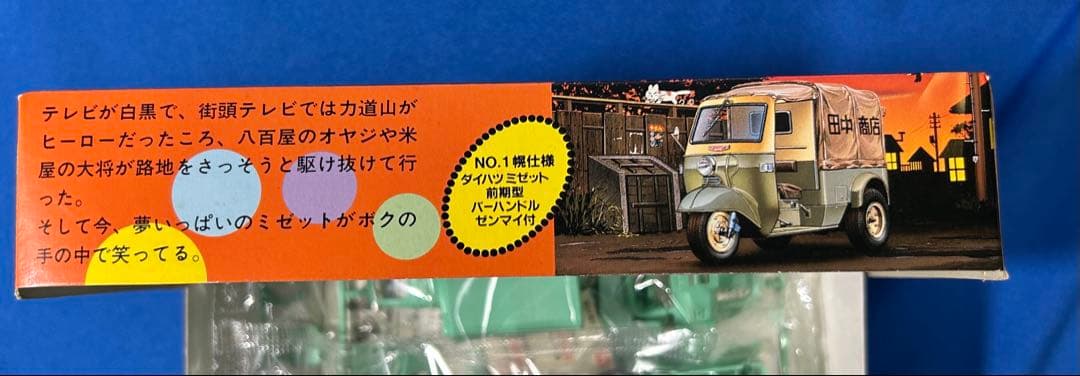 テレビが白黒で、街頭テレビでは力道山が
ヒーローだったころ、八百屋のオヤジや米
屋の大将が路地をさっそうと駆け抜けて行
った。
そして今、夢いっぱいのミゼットがボクの
手の中で笑ってる。
NO.1幌仕様
ダイハツミゼット
前期型
バーハンドル
ゼンマイ付
田中商店